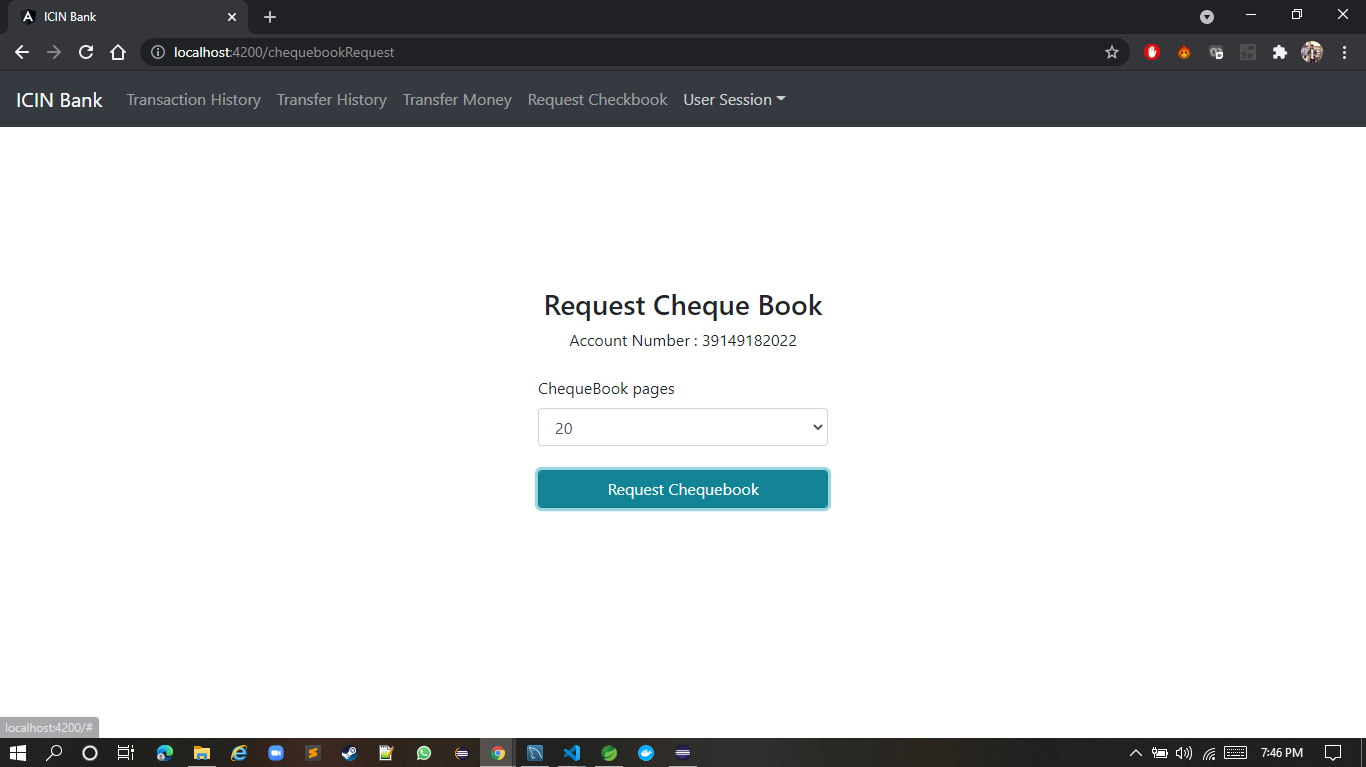 ICIN Bank
localhost:4200/chequebookRequest
ICIN Bank Transaction History Transfer History Transfer Money Request Checkbook User Session
Request Cheque Book
Account Number : 39149182022
ChequeBook pages
20
Request Chequebook
localhost:4200/#
7:46 PM